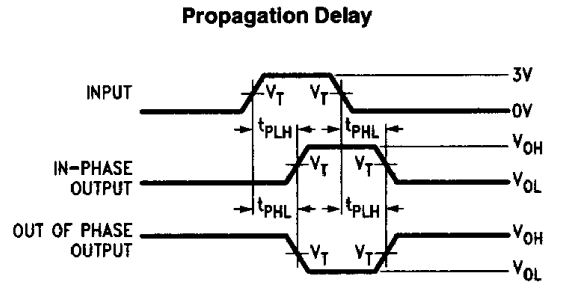 Propagation Delay
INPUT
V_T V_T
3V
0V
t_PLH t_PHL
IN-PHASE
OUTPUT
V_T V_T
V_OH
V_OL
t_PHL t_PLH
OUT OF PHASE
OUTPUT
V_T V_T
V_OH
V_OL